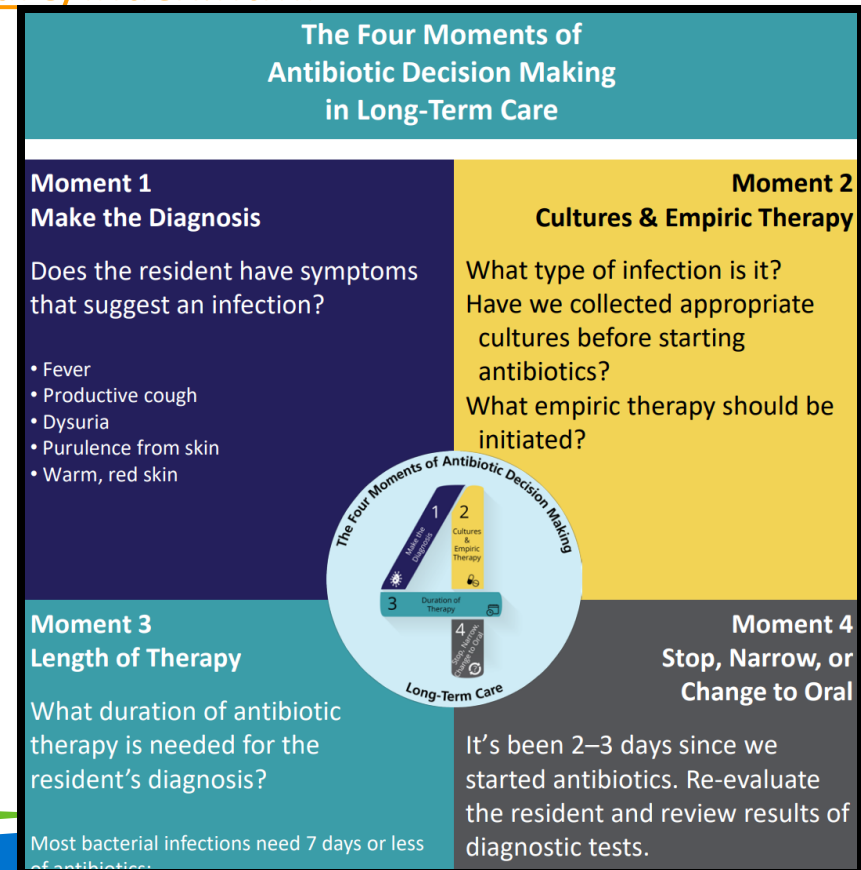 The Four Moments of
Antibiotic Decision Making
in Long-Term Care
Moment 1
Make the Diagnosis
Does the resident have symptoms
that suggest an infection?
• Fever
• Productive cough
• Dysuria
• Purulence from skin
• Warm, red skin
Moment 2
Cultures & Empiric Therapy
What type of infection is it?
Have we collected appropriate
cultures before starting
antibiotics?
What empiric therapy should be
initiated?
The Four Moments of Antibiotic Decision Making
1
Make the
Diagnosis
2
Cultures
&
Empiric
Therapy
3
Duration of
Therapy
4
Stop, Narrow,
Change to Oral
Long-Term Care
Moment 3
Length of Therapy
What duration of antibiotic
therapy is needed for the
resident's diagnosis?
Most bacterial infections need 7 days or less
of antibiotics:
Moment 4
Stop, Narrow, or
Change to Oral
It's been 2–3 days since we
started antibiotics. Re-evaluate
the resident and review results of
diagnostic tests.